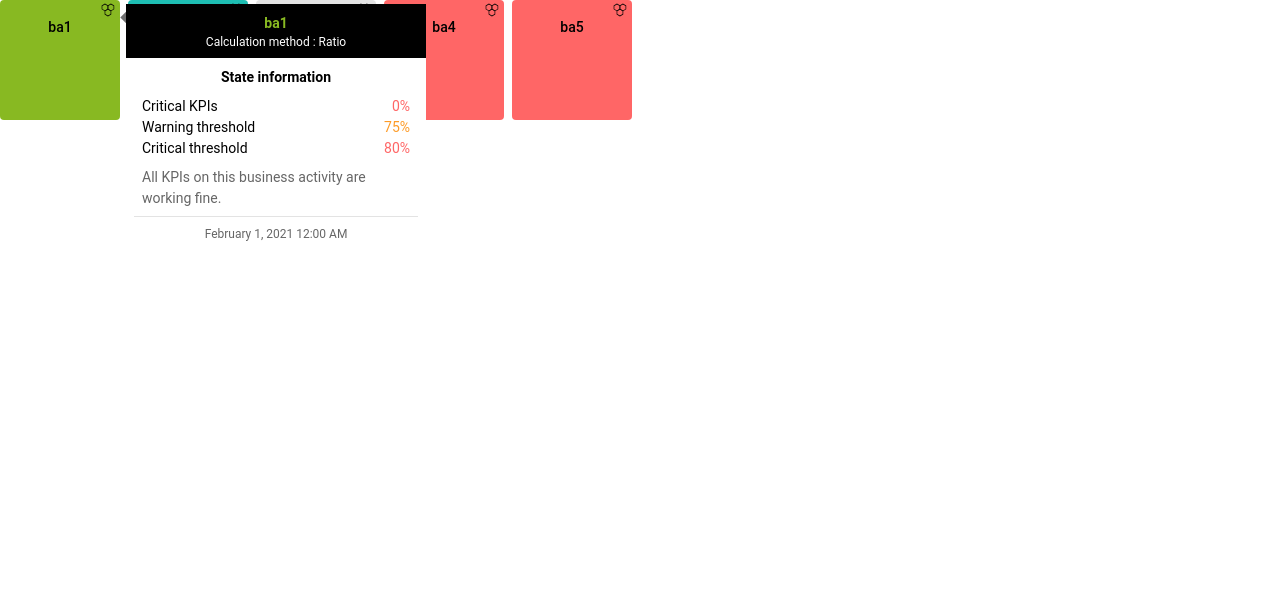 ba1
ba4
ba5
ba1
Calculation method : Ratio
State information
Critical KPIs 0%
Warning threshold 75%
Critical threshold 80%
All KPIs on this business activity are
working fine.
February 1, 2021 12:00 AM